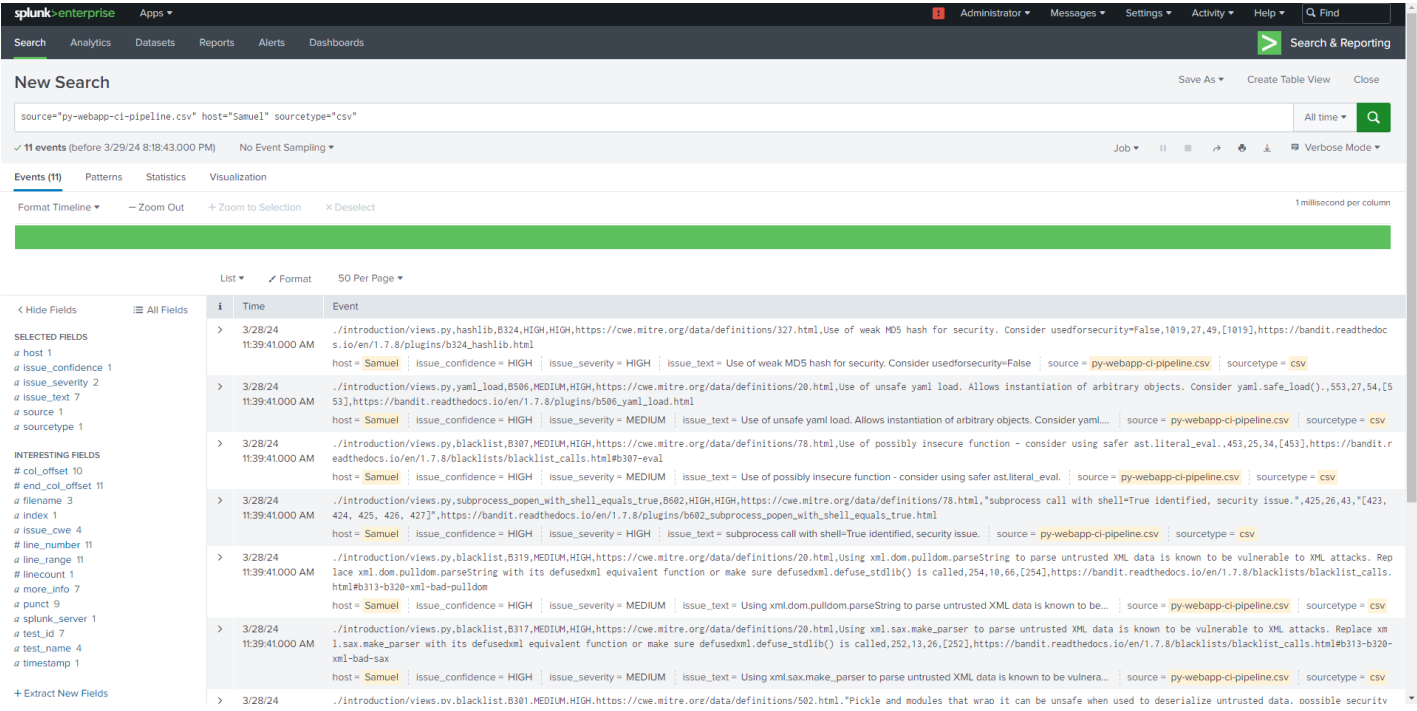 splunk>enterprise Apps ▾ Administrator ▾ Messages ▾ Settings ▾ Activity ▾ Help ▾ Find
Search Analytics Datasets Reports Alerts Dashboards Search & Reporting
New Search Save As ▾ Create Table View Close
source="py-webapp-ci-pipeline.csv" host="Samuel" sourcetype="csv" All time ▾
✓ 11 events (before 3/29/24 8:18:43.000 PM) No Event Sampling ▾ Job ▾ Verbose Mode ▾
Events (11) Patterns Statistics Visualization
Format Timeline ▾ — Zoom Out + Zoom to Selection × Deselect 1 millisecond per column
List ▾ Format 50 Per Page ▾
< Hide Fields All Fields
SELECTED FIELDS
a host 1
a issue_confidence 1
a issue_severity 2
a issue_text 7
a source 1
a sourcetype 1
INTERESTING FIELDS
# col_offset 10
# end_col_offset 11
a filename 3
a index 1
a issue_cwe 4
# line_number 11
a line_range 11
# linecount 1
a more_info 7
a punct 9
a splunk_server 1
a test_id 7
a test_name 4
a timestamp 1
+ Extract New Fields
i Time Event
> 3/28/24 ./introduction/views.py,hashlib,B324,HIGH,HIGH,https://cwe.mitre.org/data/definitions/327.html,Use of weak MD5 hash for security. Consider usedforsecurity=False,1019,27,49,[1019],https://bandit.readthedoc
11:39:41.000 AM s.io/en/1.7.8/plugins/b324_hashlib.html
host = Samuel issue_confidence = HIGH issue_severity = HIGH issue_text = Use of weak MD5 hash for security. Consider usedforsecurity=False source = py-webapp-ci-pipeline.csv sourcetype = csv
> 3/28/24 ./introduction/views.py,yaml_load,B506,MEDIUM,HIGH,https://cwe.mitre.org/data/definitions/20.html,Use of unsafe yaml load. Allows instantiation of arbitrary objects. Consider yaml.safe_load().,553,27,54,[5
11:39:41.000 AM 53],https://bandit.readthedocs.io/en/1.7.8/plugins/b506_yaml_load.html
host = Samuel issue_confidence = HIGH issue_severity = MEDIUM issue_text = Use of unsafe yaml load. Allows instantiation of arbitrary objects. Consider yaml.... source = py-webapp-ci-pipeline.csv sourcetype = csv
> 3/28/24 ./introduction/views.py,blacklist,B307,MEDIUM,HIGH,https://cwe.mitre.org/data/definitions/78.html,Use of possibly insecure function - consider using safer ast.literal_eval.,453,25,34,[453],https://bandit.r
11:39:41.000 AM eadthedocs.io/en/1.7.8/blacklists/blacklist_calls.html#b307-eval
host = Samuel issue_confidence = HIGH issue_severity = MEDIUM issue_text = Use of possibly insecure function - consider using safer ast.literal_eval. source = py-webapp-ci-pipeline.csv sourcetype = csv
> 3/28/24 ./introduction/views.py,subprocess_popen_with_shell_equals_true,B602,HIGH,HIGH,https://cwe.mitre.org/data/definitions/78.html,"subprocess call with shell=True identified, security issue.",425,26,43,"[423,
11:39:41.000 AM 424, 425, 426, 427]",https://bandit.readthedocs.io/en/1.7.8/plugins/b602_subprocess_popen_with_shell_equals_true.html
host = Samuel issue_confidence = HIGH issue_severity = HIGH issue_text = subprocess call with shell=True identified, security issue. source = py-webapp-ci-pipeline.csv sourcetype = csv
> 3/28/24 ./introduction/views.py,blacklist,B319,MEDIUM,HIGH,https://cwe.mitre.org/data/definitions/20.html,Using xml.dom.pulldom.parseString to parse untrusted XML data is known to be vulnerable to XML attacks. Rep
11:39:41.000 AM lace xml.dom.pulldom.parseString with its defusedxml equivalent function or make sure defusedxml.defuse_stdlib() is called,254,10,66,[254],https://bandit.readthedocs.io/en/1.7.8/blacklists/blacklist_calls.
html#b313-b320-xml-bad-pulldom
host = Samuel issue_confidence = HIGH issue_severity = MEDIUM issue_text = Using xml.dom.pulldom.parseString to parse untrusted XML data is known to be... source = py-webapp-ci-pipeline.csv sourcetype = csv
> 3/28/24 ./introduction/views.py,blacklist,B317,MEDIUM,HIGH,https://cwe.mitre.org/data/definitions/20.html,Using xml.sax.make_parser to parse untrusted XML data is known to be vulnerable to XML attacks. Replace xm
11:39:41.000 AM l.sax.make_parser with its defusedxml equivalent function or make sure defusedxml.defuse_stdlib() is called,252,13,26,[252],https://bandit.readthedocs.io/en/1.7.8/blacklists/blacklist_calls.html#b313-b320-
xml-bad-sax
host = Samuel issue_confidence = HIGH issue_severity = MEDIUM issue_text = Using xml.sax.make_parser to parse untrusted XML data is known to be vulnera... source = py-webapp-ci-pipeline.csv sourcetype = csv
> 3/28/24 ./introduction/views.py,blacklist,B301,MEDIUM,HIGH,https://cwe.mitre.org/data/definitions/502.html,"Pickle and modules that wrap it can be unsafe when used to deserialize untrusted data, possible security